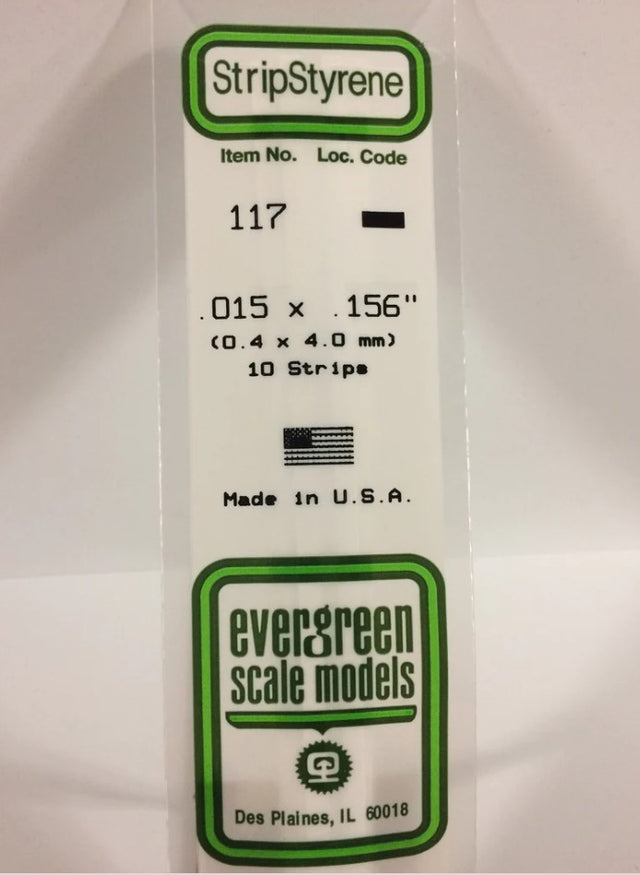 StripStyrene
Item No. Loc. Code
117
.015 x .156"
(0.4 x 4.0 mm)
10 Strips
Made in U.S.A.
evergreen
scale models
Des Plaines, IL 60018